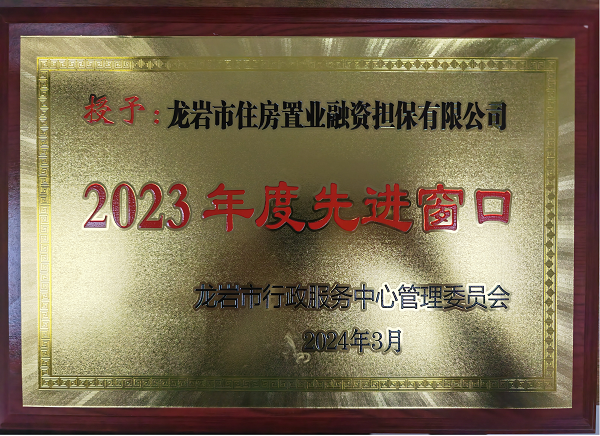 授予：龙岩市住房置业融资担保有限公司
2023年度先进窗口
龙岩市行政服务中心管理委员会
2024年3月